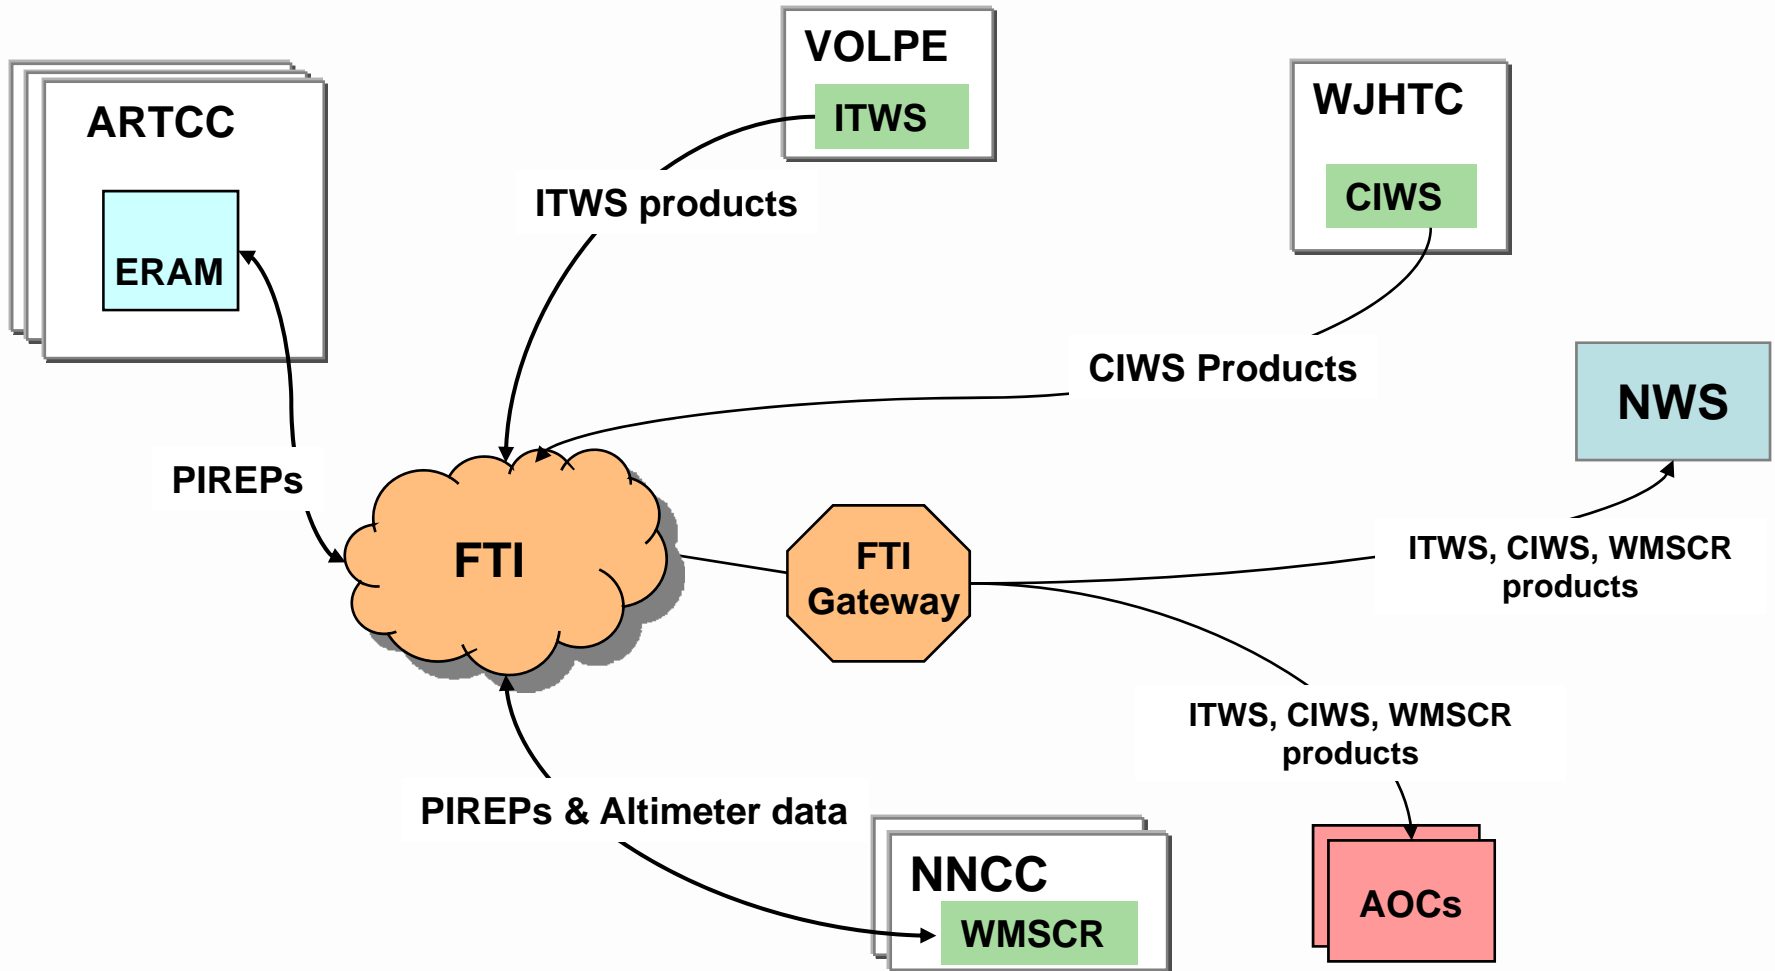 VOLPE
ITWS
WJHTC
CIWS
ARTCC
ERAM
ITWS products
CIWS Products
NWS
PIREPs
FTI
FTI
Gateway
ITWS, CIWS, WMSCR
products
ITWS, CIWS, WMSCR
products
PIREPs & Altimeter data
NNCC
WMSCR
AOCs